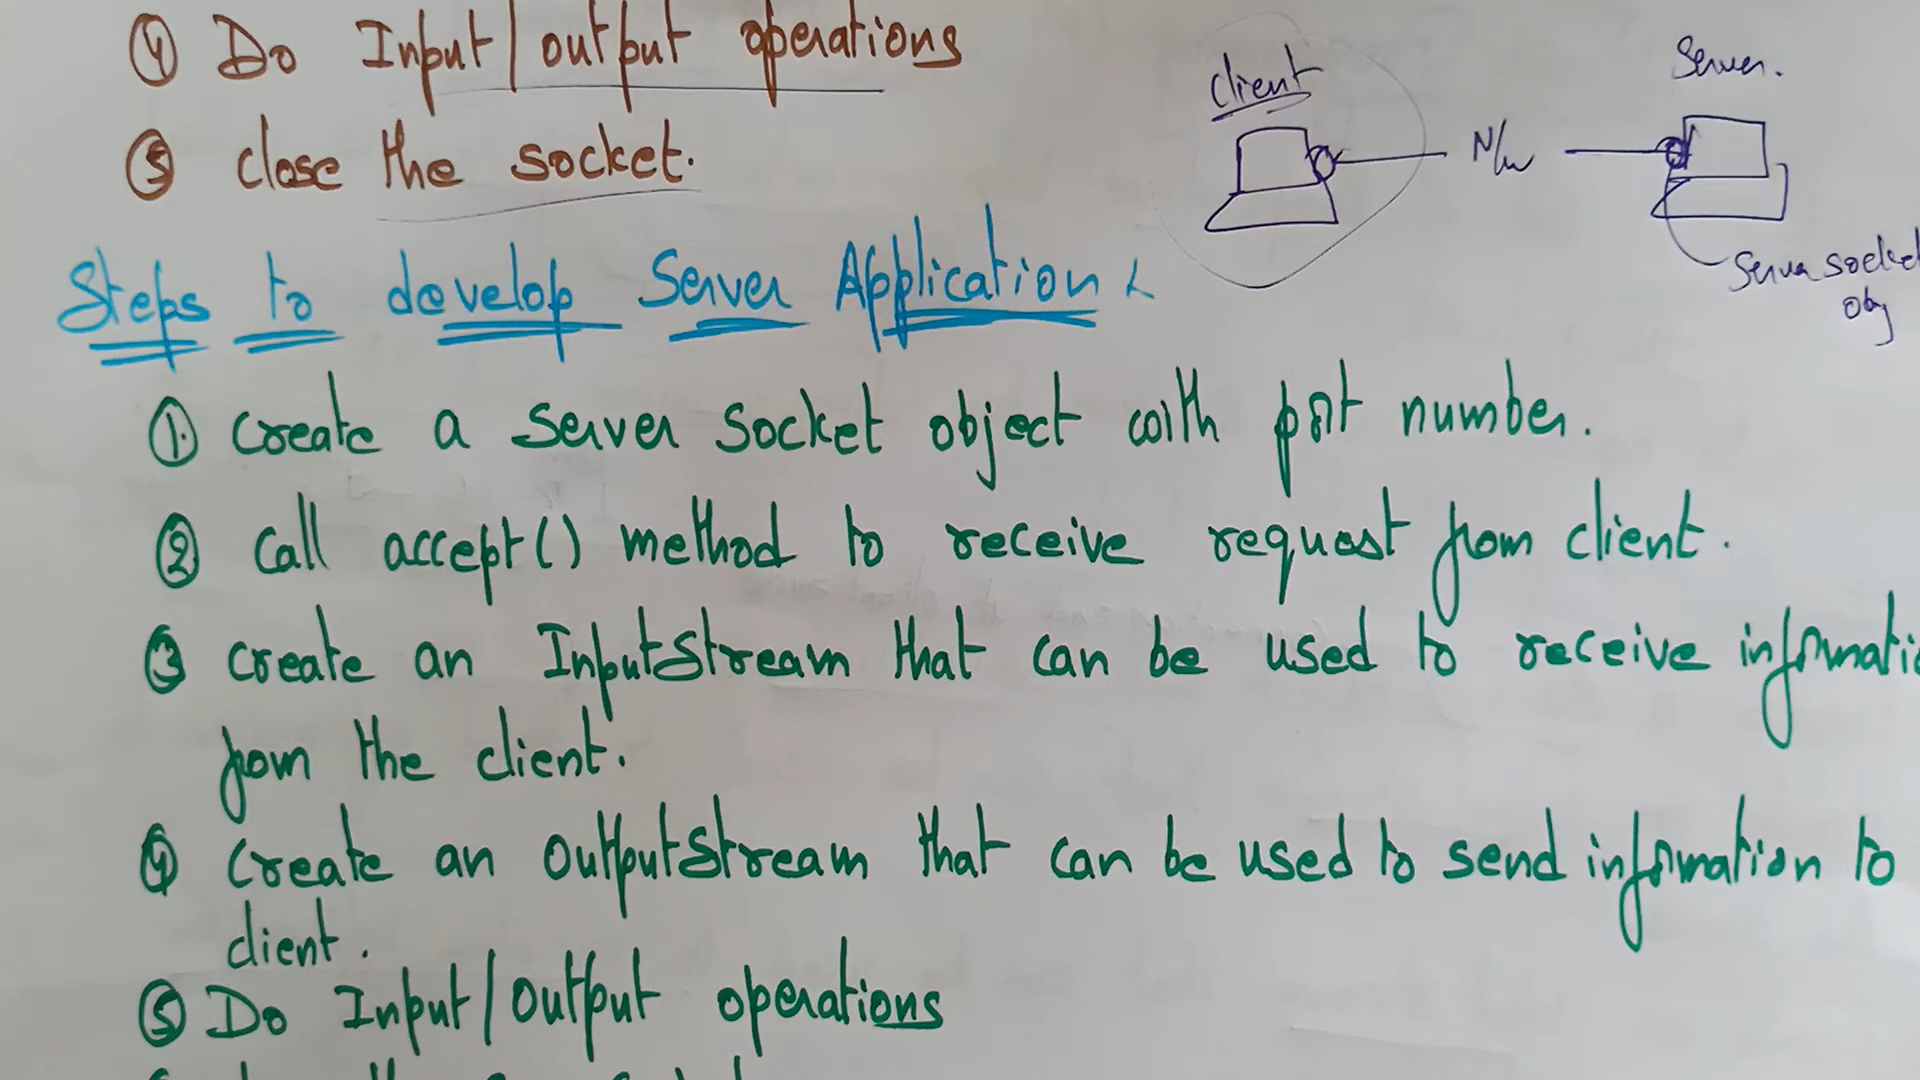 ④ Do Input/output operations
⑤ close the socket.
client
Server.
N/w
Server socket
obj
Steps to develop Server Application:
① create a server socket object with port number.
② call accept() method to receive request from client.
③ create an InputStream that can be used to receive informatio
from the client.
④ create an OutputStream that can be used to send information to
client.
⑤ Do Input/Output operations